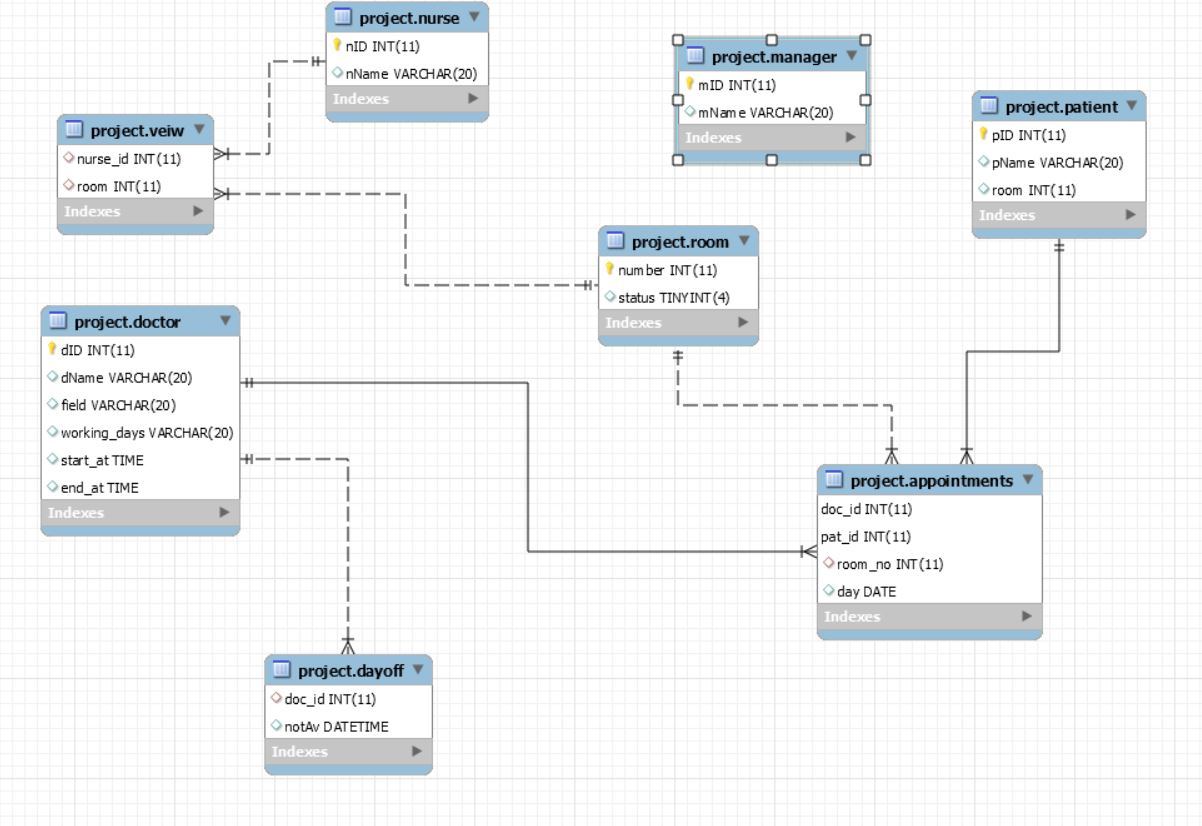 project.nurse
nID INT(11)
nName VARCHAR(20)
Indexes
project.manager
mID INT(11)
mName VARCHAR(20)
Indexes
project.patient
pID INT(11)
pName VARCHAR(20)
room INT(11)
Indexes
project.veiw
nurse_id INT(11)
room INT(11)
Indexes
project.room
number INT(11)
status TINYINT(4)
Indexes
project.doctor
dID INT(11)
dName VARCHAR(20)
field VARCHAR(20)
working_days VARCHAR(20)
start_at TIME
end_at TIME
Indexes
project.appointments
doc_id INT(11)
pat_id INT(11)
room_no INT(11)
day DATE
Indexes
project.dayoff
doc_id INT(11)
notAv DATETIME
Indexes